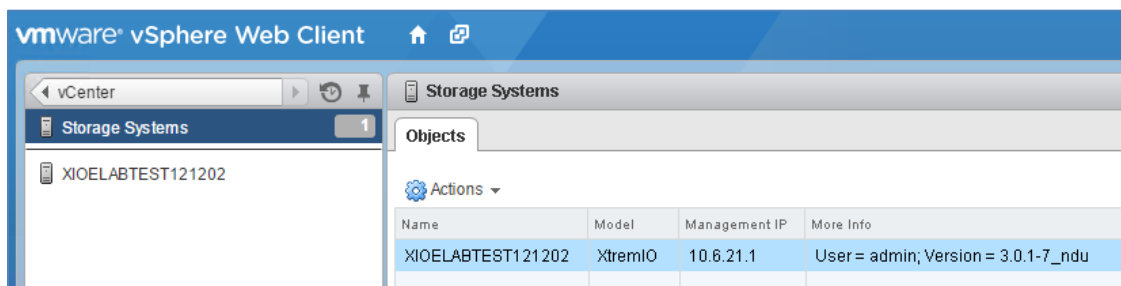 vmware® vSphere Web Client
vCenter
Storage Systems 1
XIOELABTEST121202
Storage Systems
Objects
Actions
Name Model Management IP More Info
XIOELABTEST121202 XtremIO 10.6.21.1 User = admin; Version = 3.0.1-7_ndu